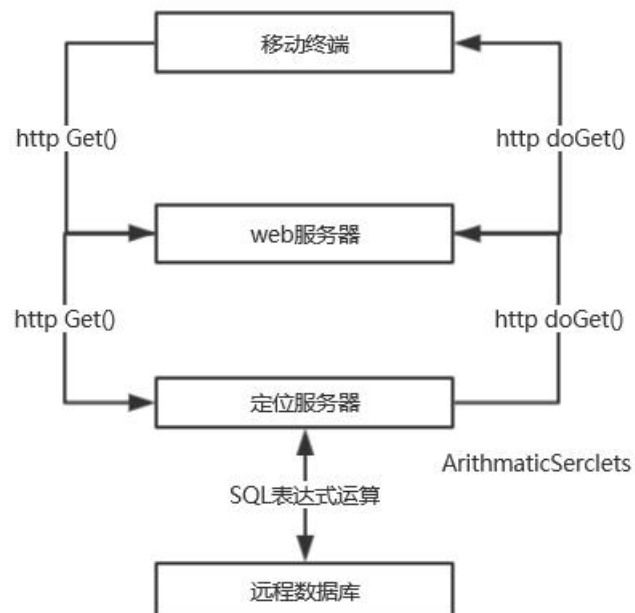 移动终端
http Get()
http doGet()
web服务器
http Get()
http doGet()
定位服务器
ArithmaticSerclets
SQL表达式运算
远程数据库